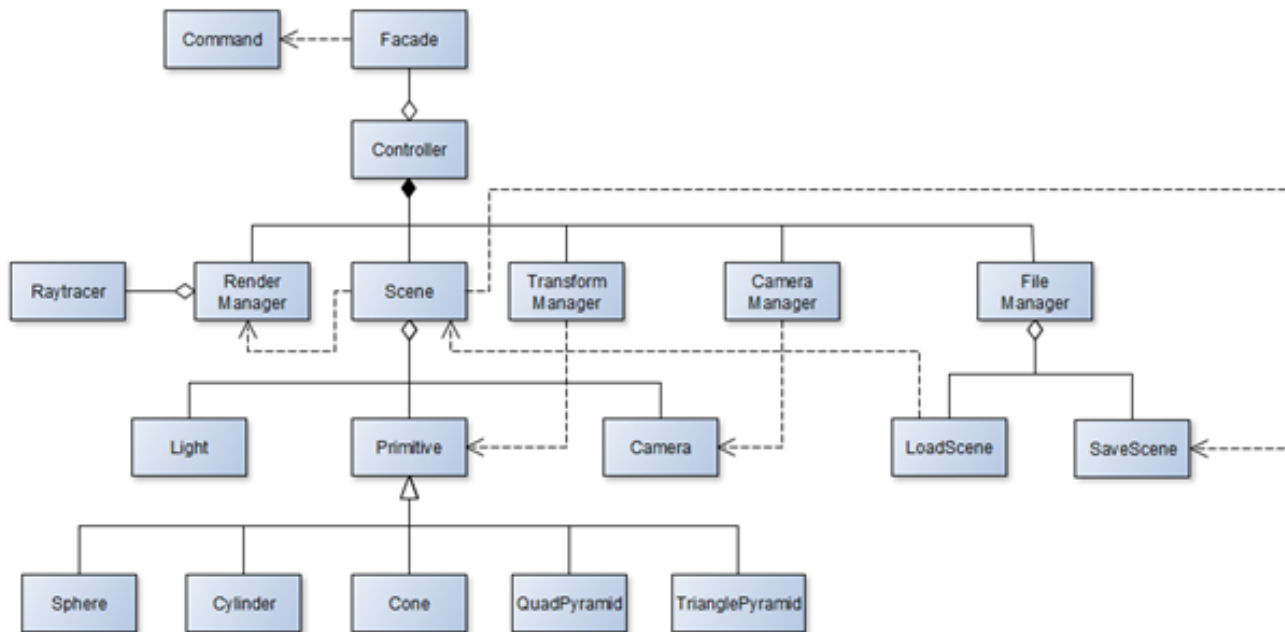 Command
Facade
Controller
Raytracer
Render
Manager
Scene
Transform
Manager
Camera
Manager
File
Manager
Light
Primitive
Camera
LoadScene
SaveScene
Sphere
Cylinder
Cone
QuadPyramid
TrianglePyramid